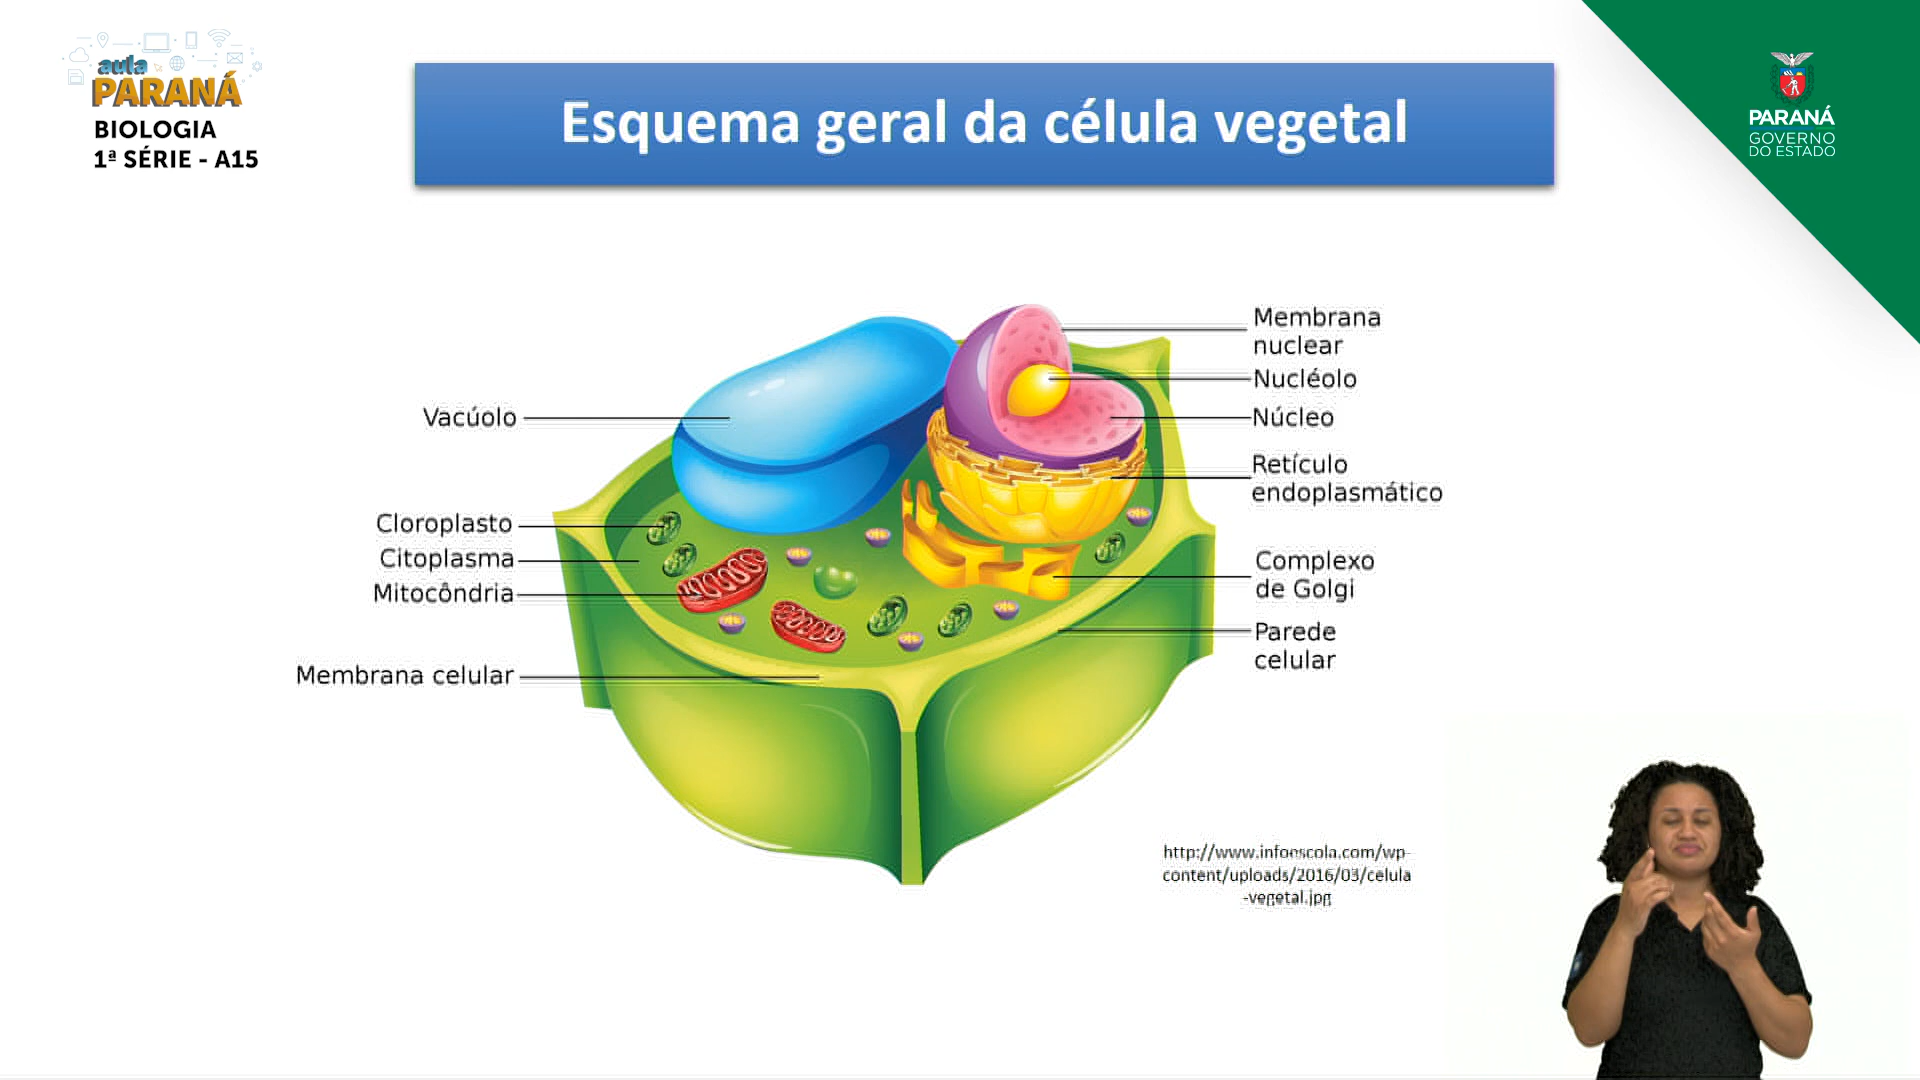 aula
PARANÁ
BIOLOGIA
1ª SÉRIE - A15
Esquema geral da célula vegetal
PARANÁ
GOVERNO
DO ESTADO
Vacúolo
Cloroplasto
Citoplasma
Mitocôndria
Membrana celular
Membrana
nuclear
Nucléolo
Núcleo
Retículo
endoplasmático
Complexo
de Golgi
Parede
celular
http://www.infoescola.com/wp-
content/uploads/2016/03/celula
-vegetal.jpg